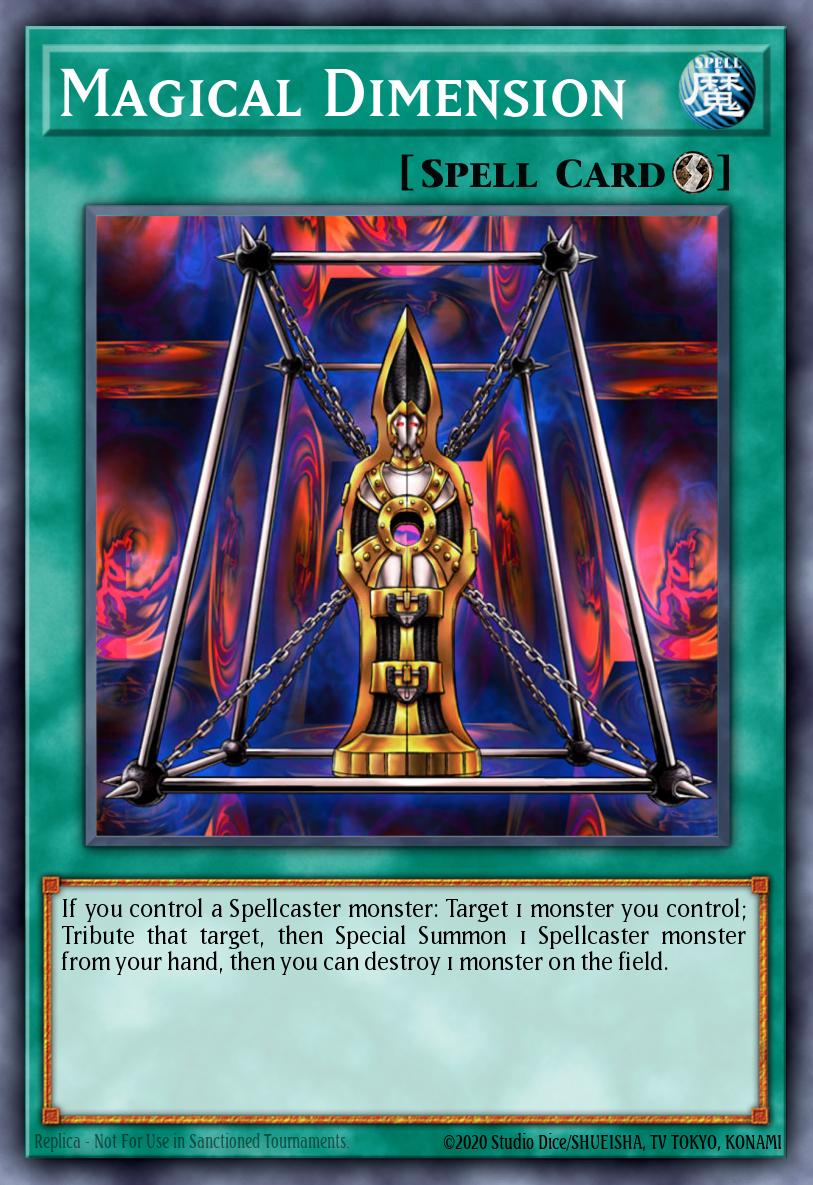 Magical Dimension
SPELL
魔
[Spell Card]
If you control a Spellcaster monster: Target 1 monster you control;
Tribute that target, then Special Summon 1 Spellcaster monster
from your hand, then you can destroy 1 monster on the field.
Replica - Not For Use in Sanctioned Tournaments.
©2020 Studio Dice/SHUEISHA, TV TOKYO, KONAMI